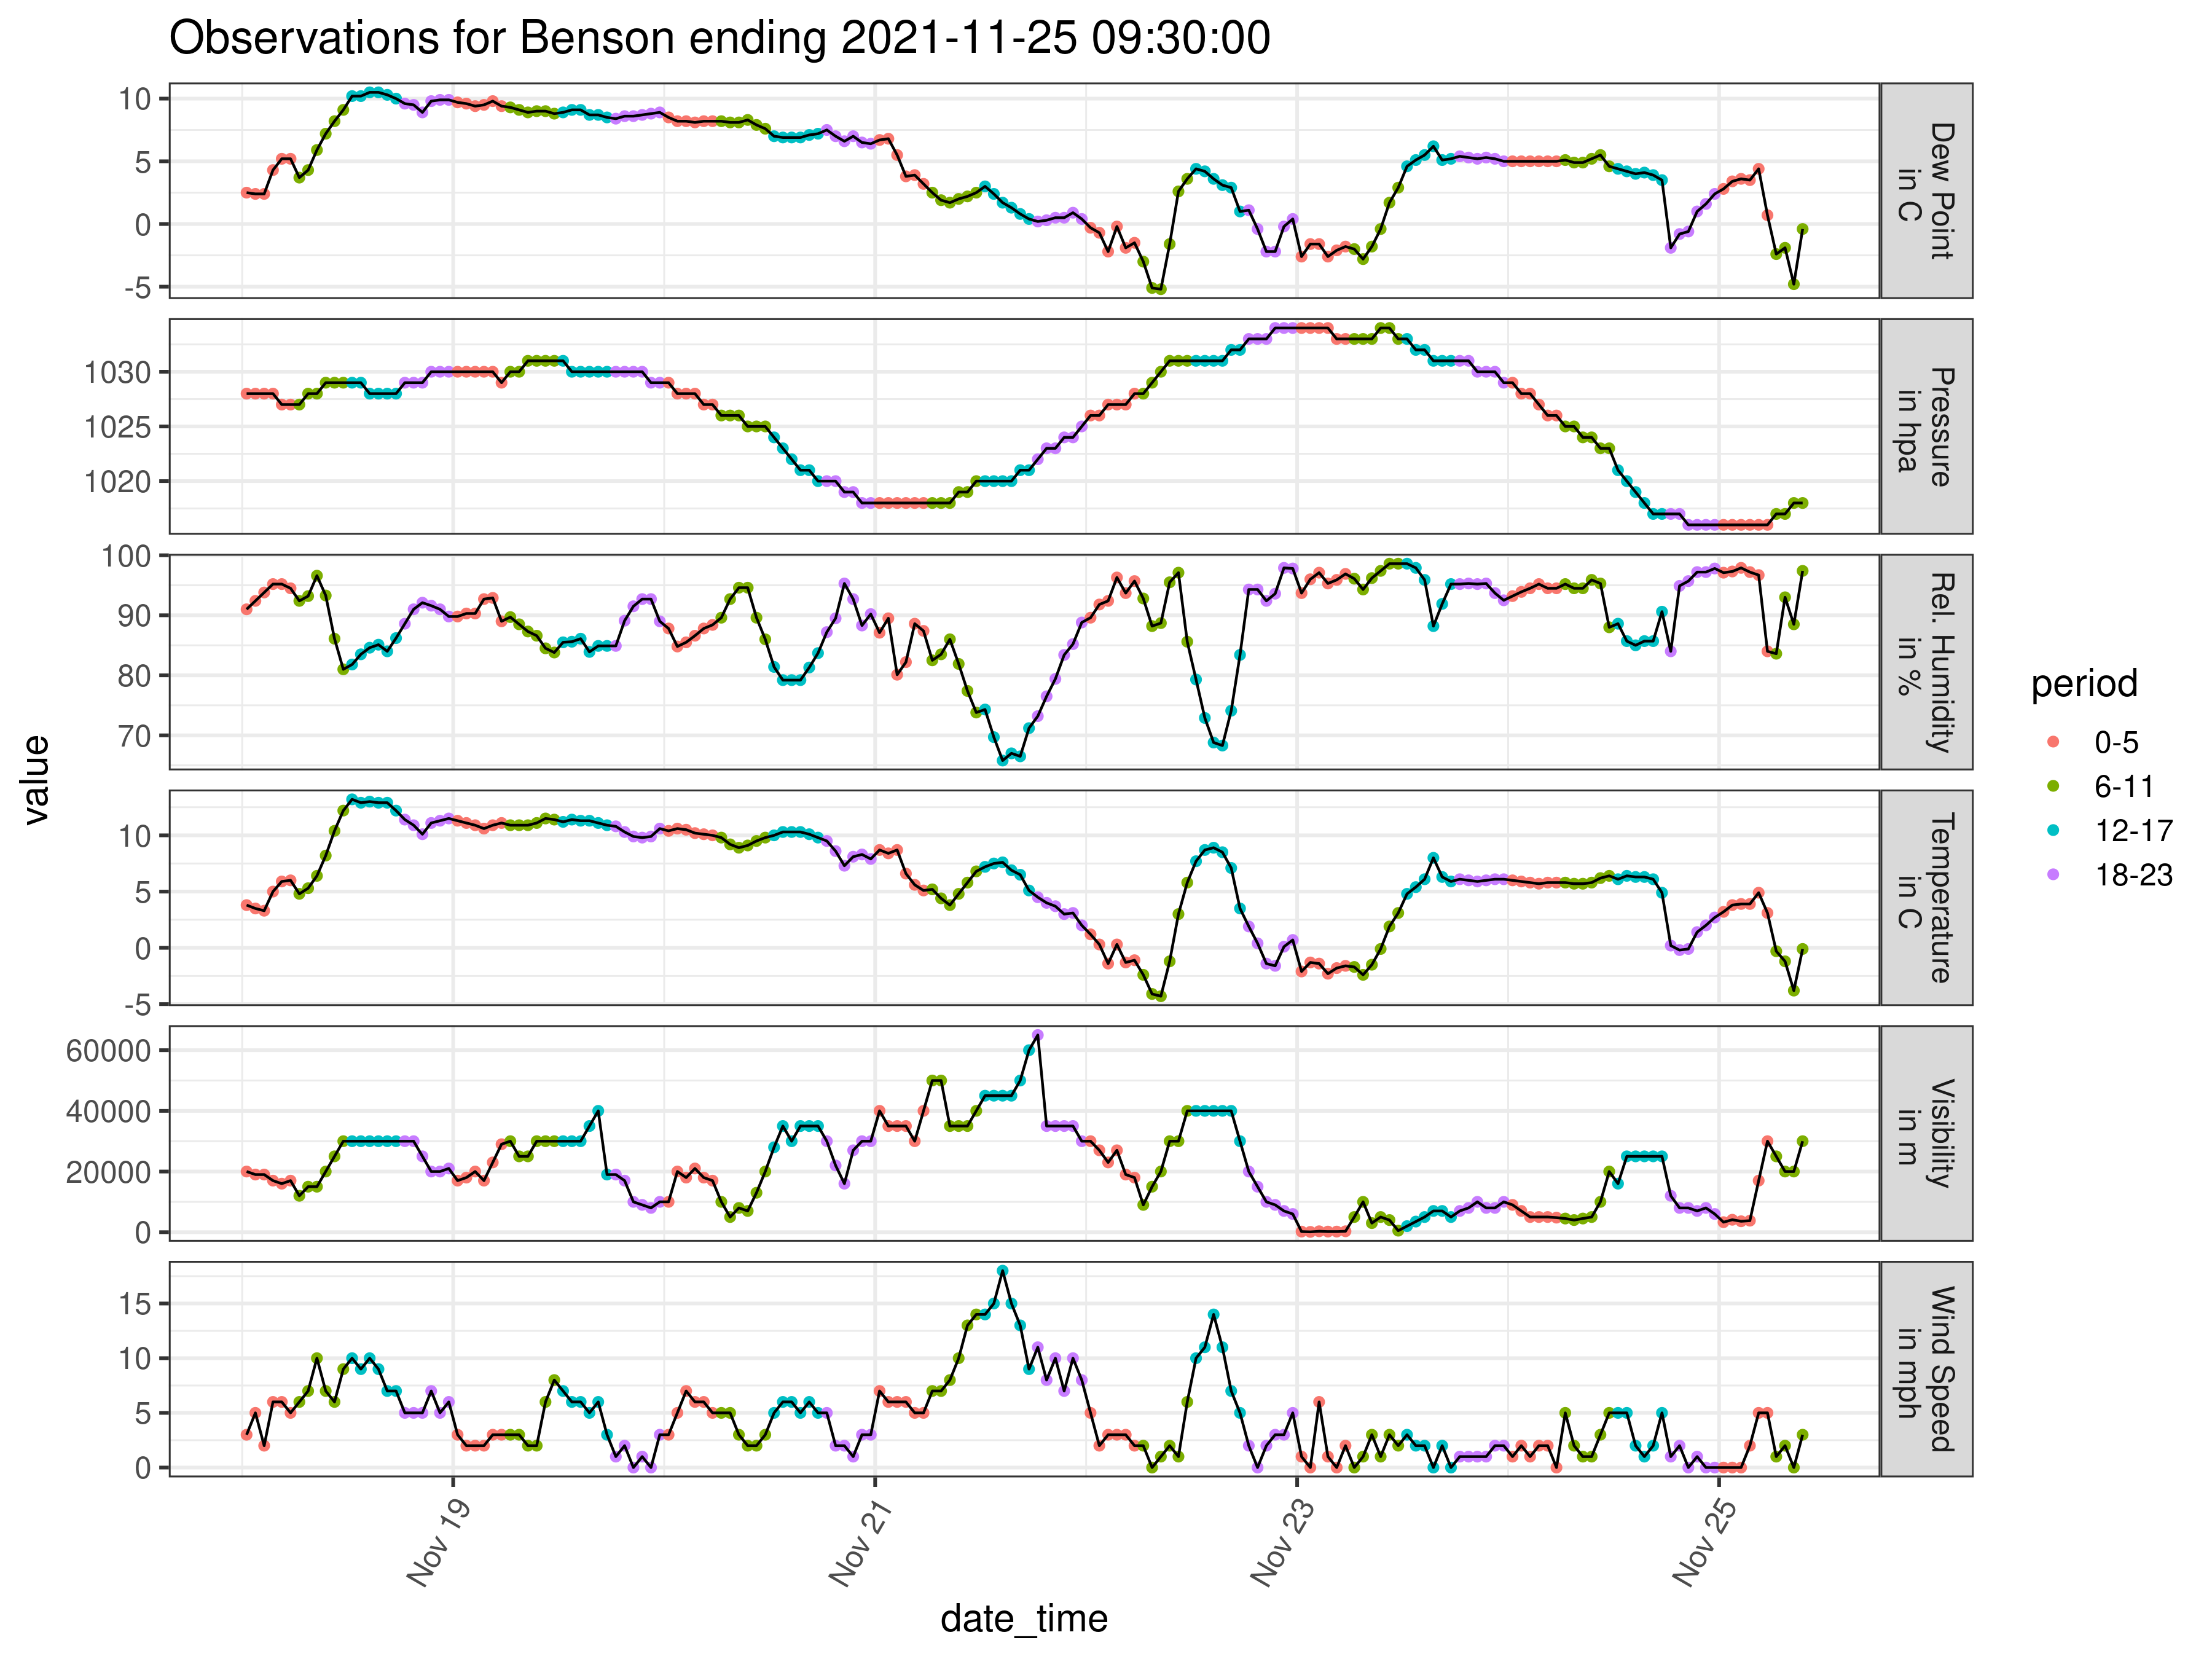 Observations for Benson ending 2021-11-25 09:30:00
value
10
5
0
-5
Dew Point
in C
1030
1025
1020
Pressure
in hpa
100
90
80
70
Rel. Humidity
in %
10
5
0
-5
Temperature
in C
60000
40000
20000
0
Visibility
in m
15
10
5
0
Wind Speed
in mph
Nov 19
Nov 21
Nov 23
Nov 25
date_time
period
0-5
6-11
12-17
18-23